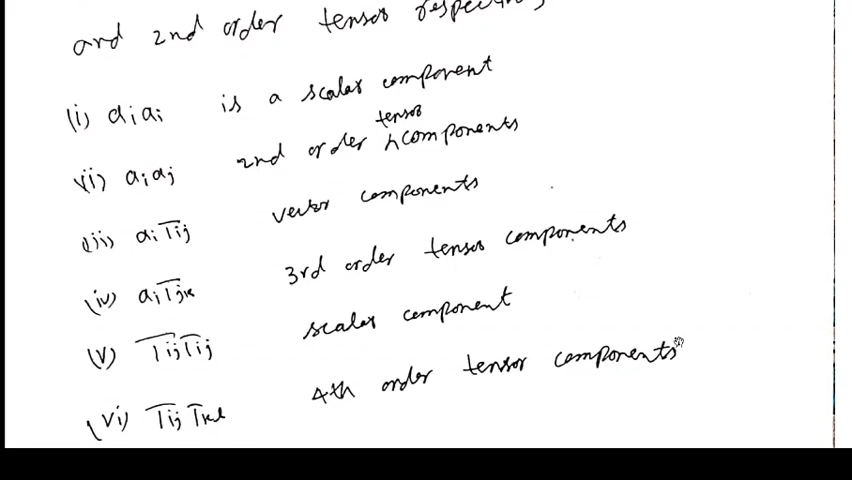 and 2nd order tensor
(i) aᵢaᵢ is a scalar component
(ii) aᵢaⱼ 2nd order tensor components
(iii) aᵢTᵢⱼ vector components
(iv) aᵢTⱼₖ 3rd order tensor components
(v) TᵢⱼTᵢⱼ scalar component
(vi) TᵢⱼTₖₗ 4th order tensor components